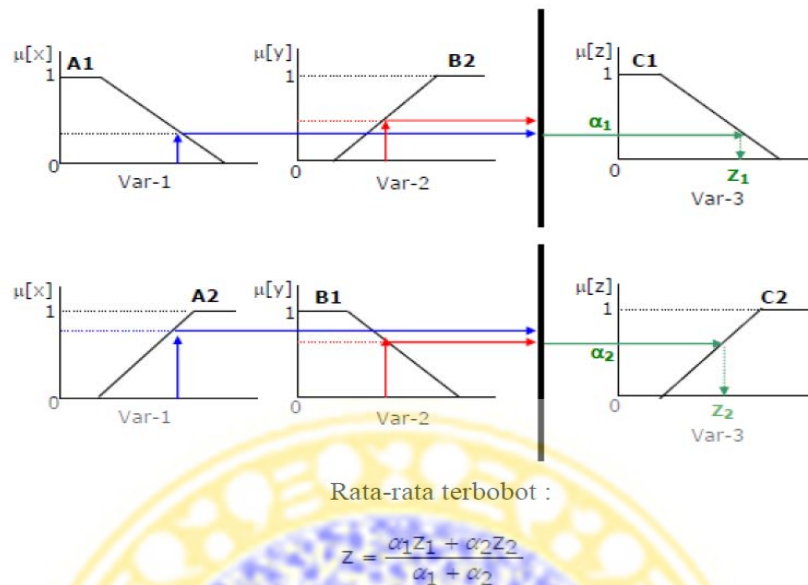 μ[x] A1 μ[y] B2 μ[z] C1
1 1 1
α1
0 0 0 Z1
Var-1 Var-2 Var-3
μ[x] A2 μ[y] B1 μ[z] C2
1 1 1
α2
0 0 0 Z2
Var-1 Var-2 Var-3
Rata-rata terbobot :
Z = (α1Z1 + α2Z2) / (α1 + α2)